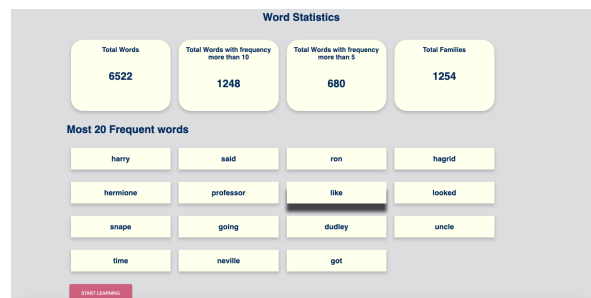 Word Statistics
Total Words
6522
Total Words with frequency
more than 10
1248
Total Words with frequency
more than 5
680
Total Families
1254
Most 20 Frequent words
harry
said
ron
hagrid
hermione
professor
like
looked
snape
going
dudley
uncle
time
neville
got
START LEARNING